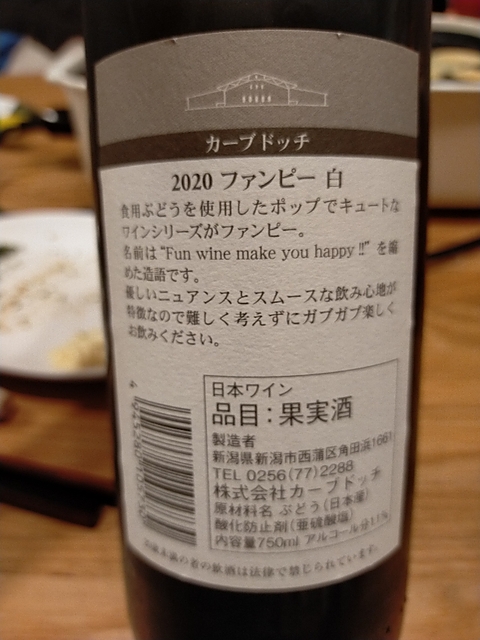 カーブドッチ
2020 ファンピー 白
食用ぶどうを使用したポップでキュートな
ワインシリーズがファンピー。
名前は“Fun wine make you happy !!”を縮
めた造語です。
優しいニュアンスとスムースな飲み心地が
特徴なので難しく考えずにガブガブ楽しく
お飲みください。
日本ワイン
品目：果実酒
製造者
新潟県新潟市西蒲区角田浜1661
TEL 0256(77)2288
株式会社カーブドッチ
原材料名 ぶどう(日本産)
酸化防止剤(亜硫酸塩)
内容量750ml アルコール分11%
20歳未満の者の飲酒は法律で禁じられています。